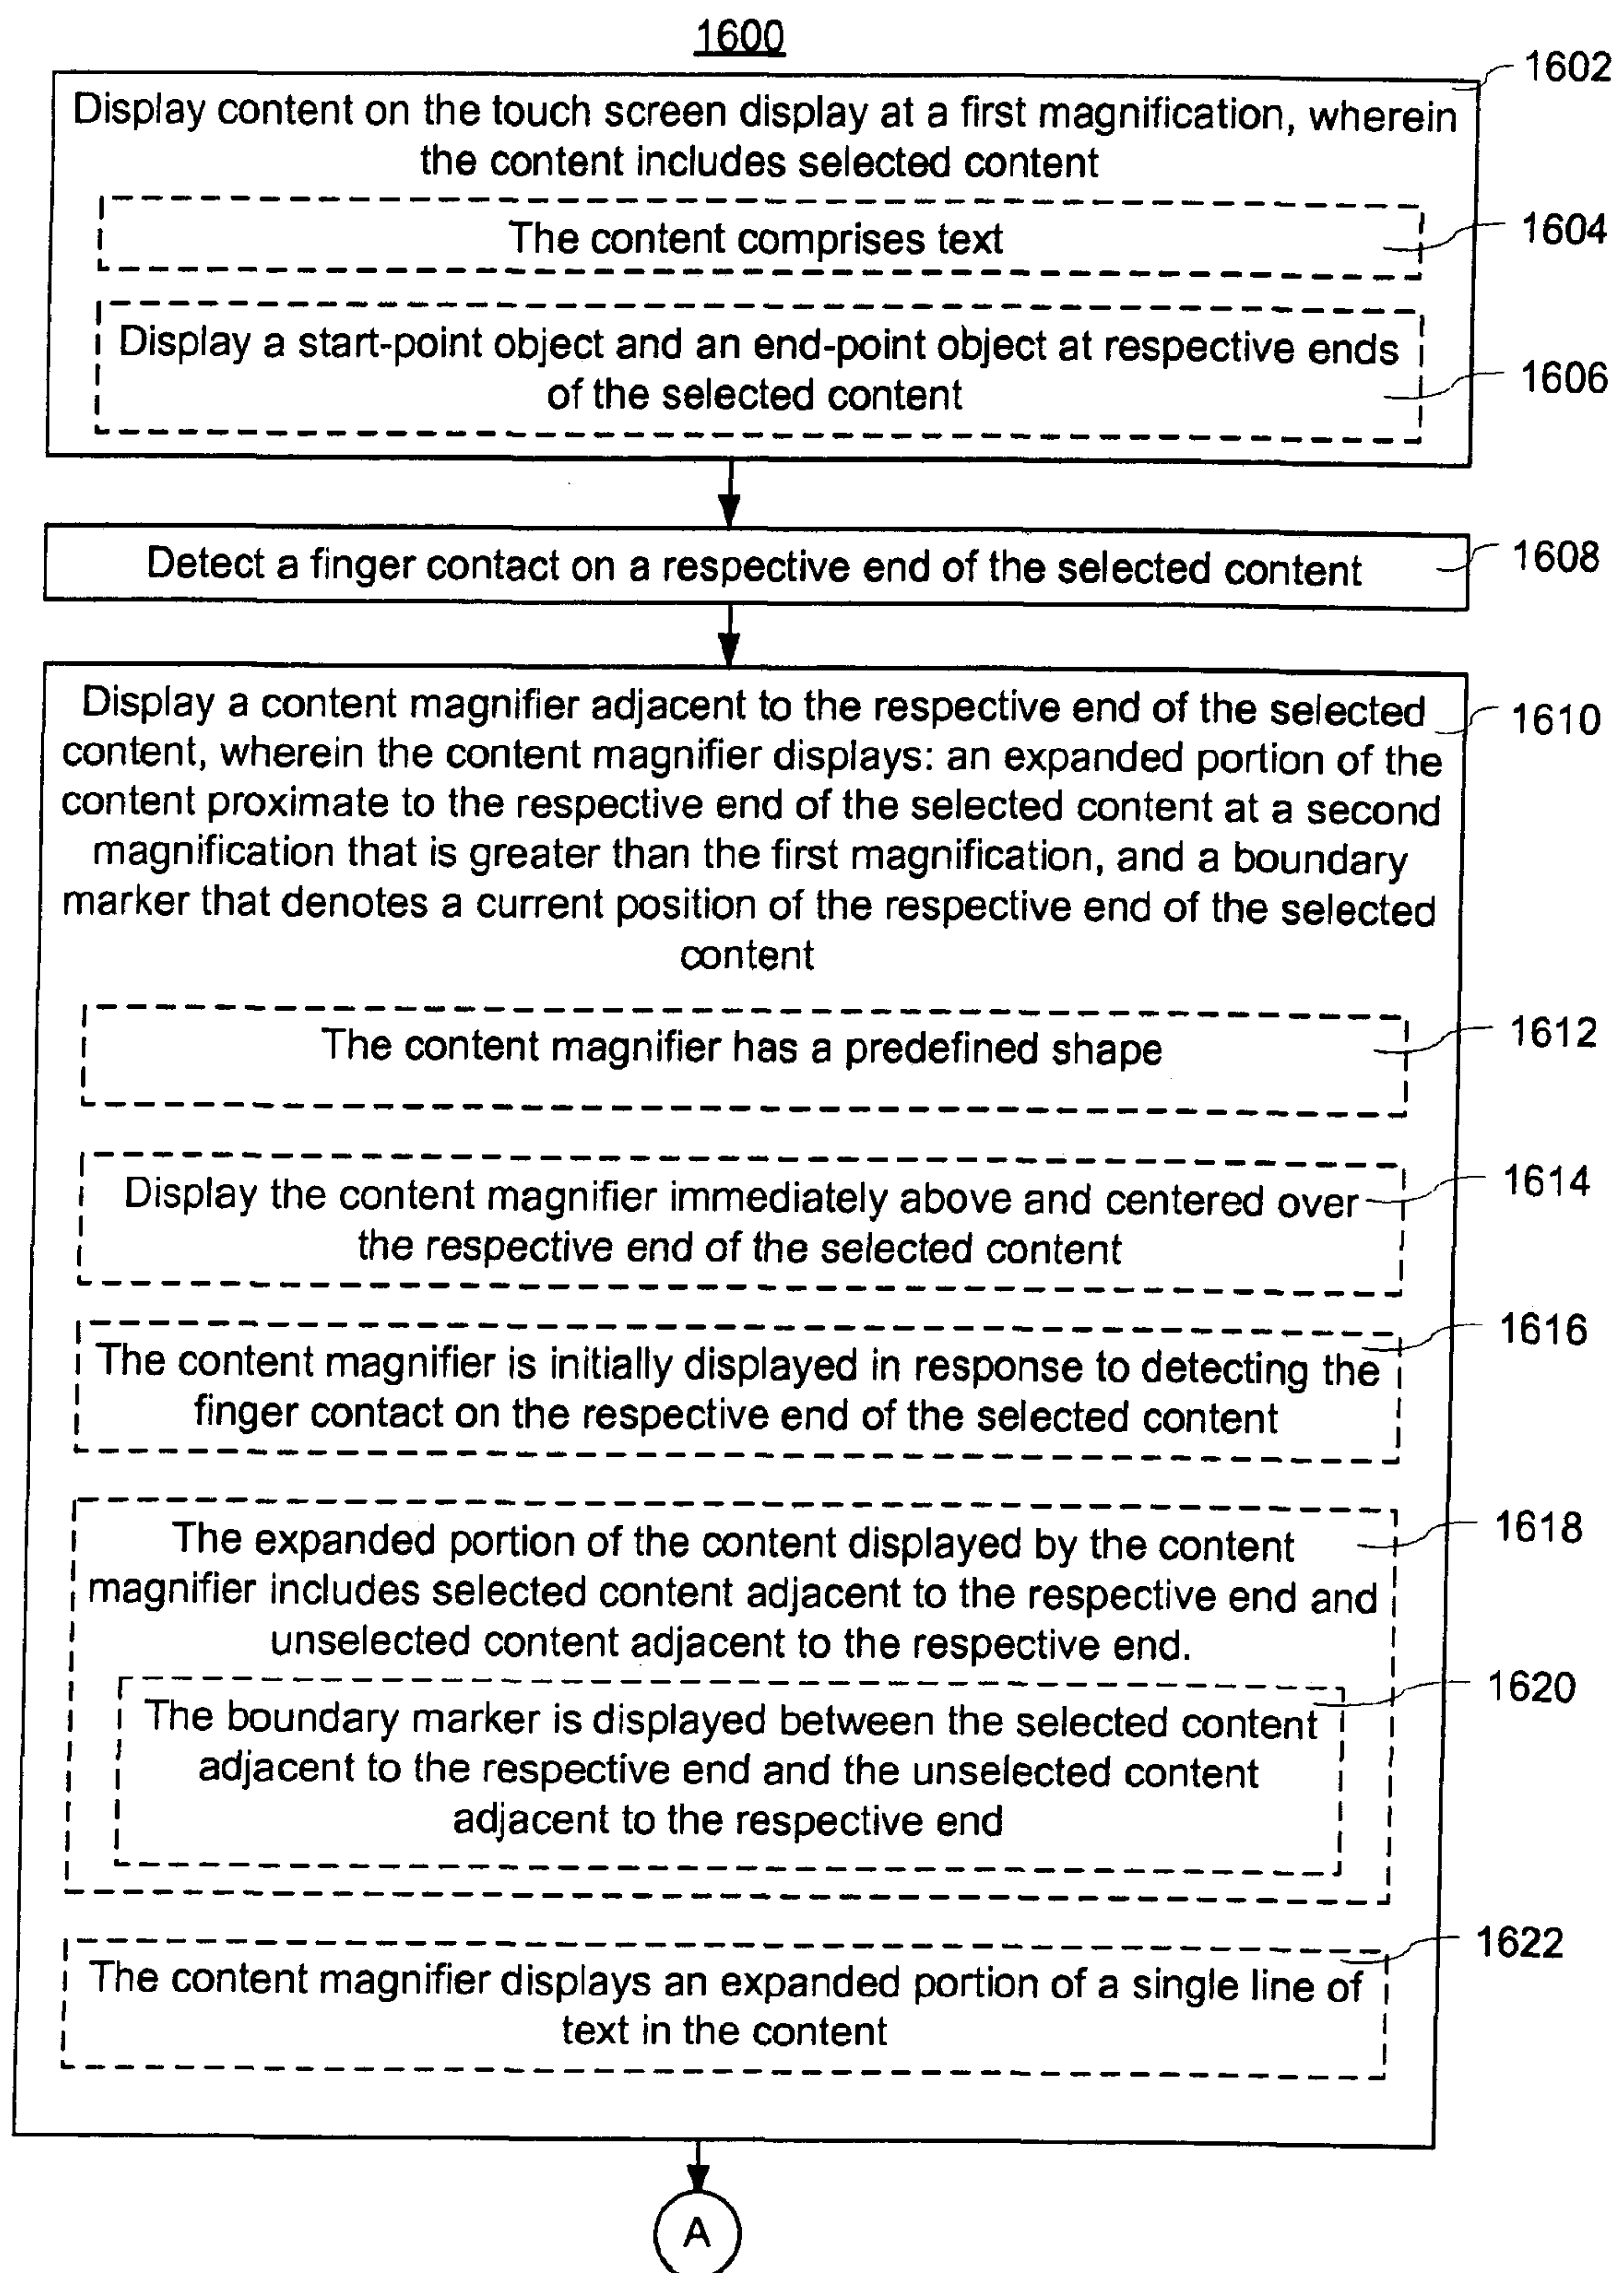 1600
1602
Display content on the touch screen display at a first magnification, wherein
the content includes selected content
The content comprises text
1604
Display a start-point object and an end-point object at respective ends
of the selected content
1606
Detect a finger contact on a respective end of the selected content
1608
Display a content magnifier adjacent to the respective end of the selected
1610
content, wherein the content magnifier displays: an expanded portion of the
content proximate to the respective end of the selected content at a second
magnification that is greater than the first magnification, and a boundary
marker that denotes a current position of the respective end of the selected
content
The content magnifier has a predefined shape
1612
Display the content magnifier immediately above and centered over
1614
the respective end of the selected content
1616
The content magnifier is initially displayed in response to detecting the
finger contact on the respective end of the selected content
The expanded portion of the content displayed by the content
1618
magnifier includes selected content adjacent to the respective end and
unselected content adjacent to the respective end.
1620
The boundary marker is displayed between the selected content
adjacent to the respective end and the unselected content
adjacent to the respective end
1622
The content magnifier displays an expanded portion of a single line of
text in the content
A